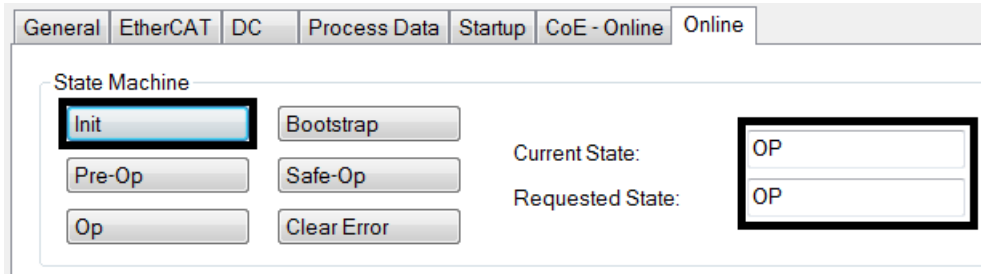 General EtherCAT DC Process Data Startup CoE - Online Online
State Machine
Init Bootstrap
Current State: OP
Pre-Op Safe-Op
Requested State: OP
Op Clear Error